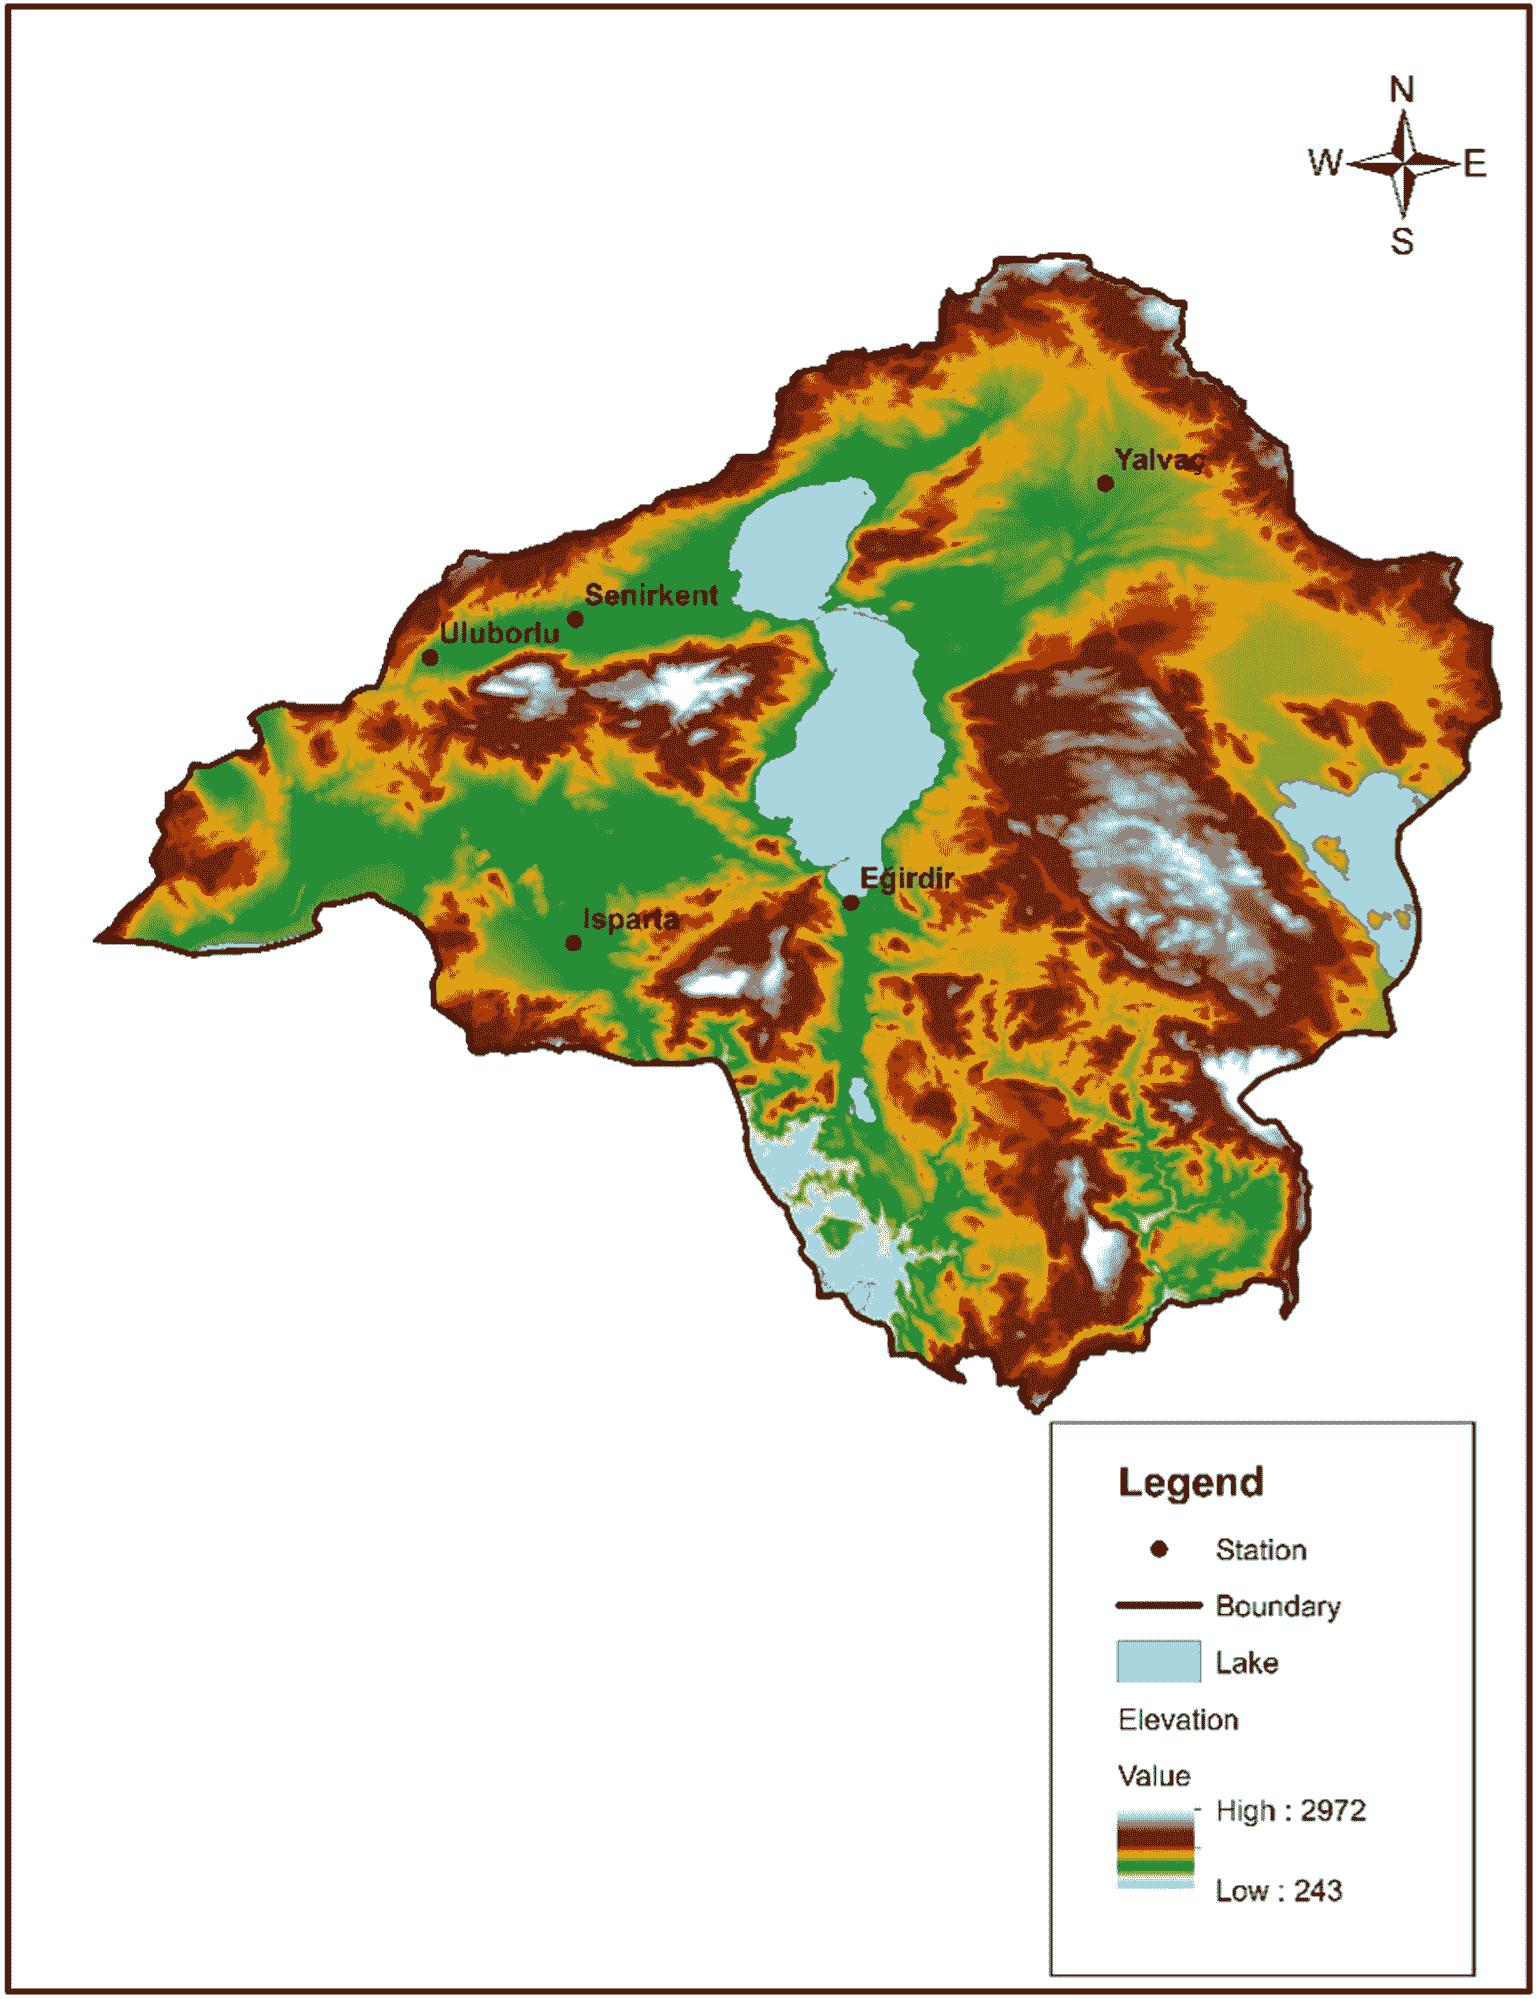 N
W E
S
Yalvaç
Senirkent
Uluborlu
Eğirdir
Isparta
Legend
Station
Boundary
Lake
Elevation
Value
High : 2972
Low : 243